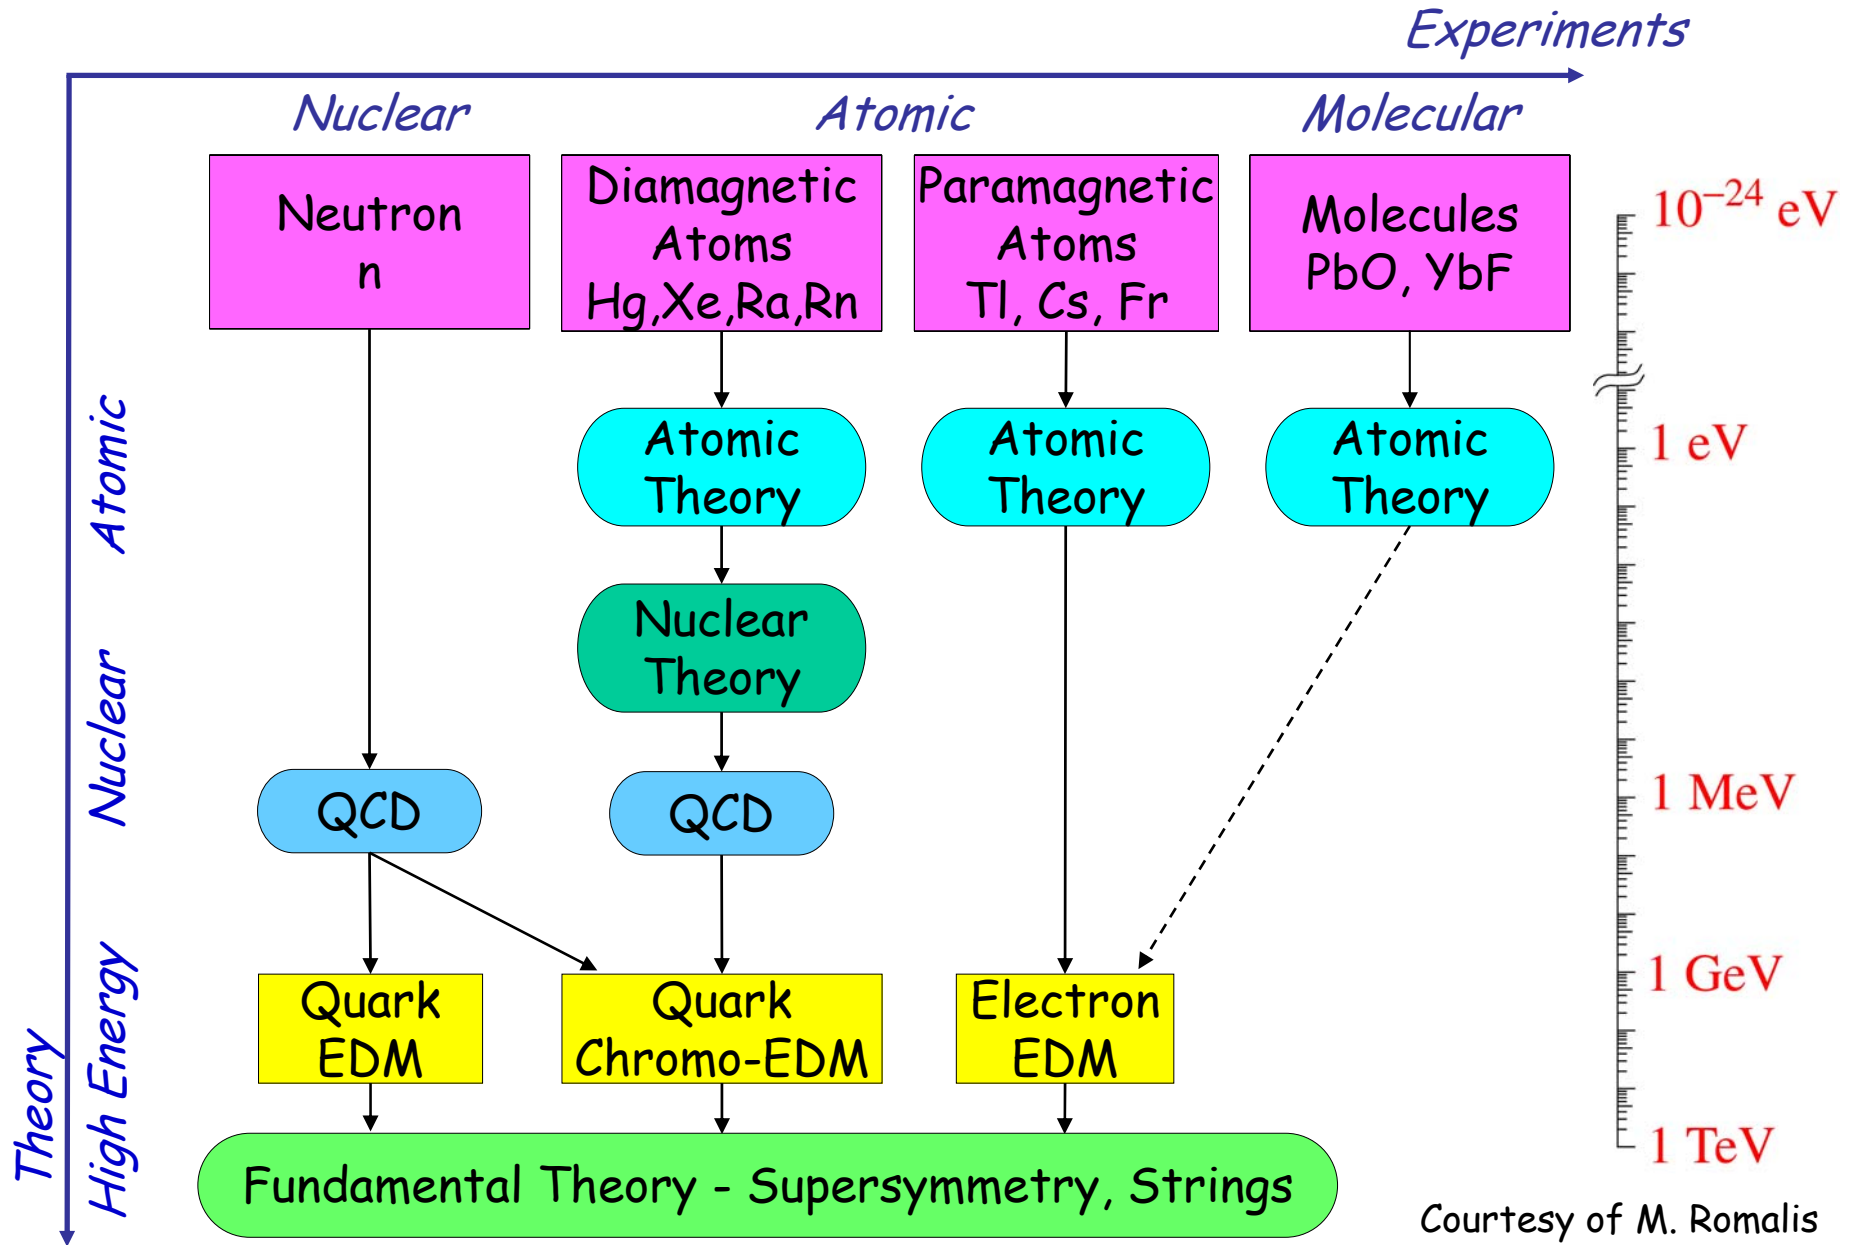 Experiments
Nuclear
Atomic
Molecular
Neutron
n
Diamagnetic
Atoms
Hg,Xe,Ra,Rn
Paramagnetic
Atoms
Tl, Cs, Fr
Molecules
PbO, YbF
10⁻²⁴ eV
Atomic
Atomic
Theory
Atomic
Theory
Atomic
Theory
1 eV
Nuclear
Nuclear
Theory
QCD
QCD
1 MeV
Theory
High Energy
Quark
EDM
Quark
Chromo-EDM
Electron
EDM
1 GeV
1 TeV
Fundamental Theory - Supersymmetry, Strings
Courtesy of M. Romalis